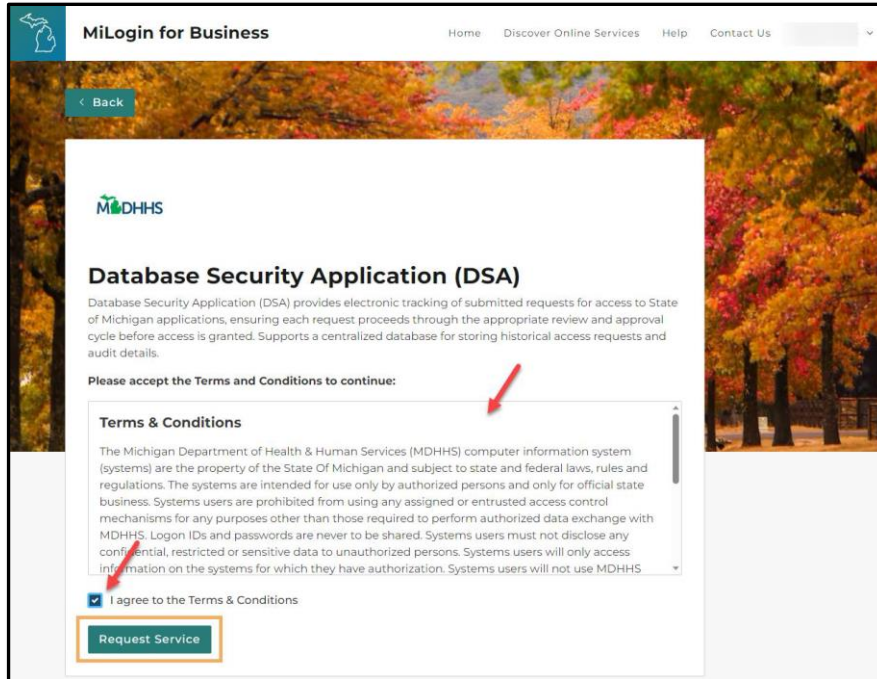 MiLogin for Business
Home Discover Online Services Help Contact Us
< Back
MDHHS
Database Security Application (DSA)
Database Security Application (DSA) provides electronic tracking of submitted requests for access to State
of Michigan applications, ensuring each request proceeds through the appropriate review and approval
cycle before access is granted. Supports a centralized database for storing historical access requests and
audit details.
Please accept the Terms and Conditions to continue:
Terms & Conditions
The Michigan Department of Health & Human Services (MDHHS) computer information system
(systems) are the property of the State Of Michigan and subject to state and federal laws, rules and
regulations. The systems are intended for use only by authorized persons and only for official state
business. Systems users are prohibited from using any assigned or entrusted access control
mechanisms for any purposes other than those required to perform authorized data exchange with
MDHHS. Logon IDs and passwords are never to be shared. Systems users must not disclose any
confidential, restricted or sensitive data to unauthorized persons. Systems users will only access
information on the systems for which they have authorization. Systems users will not use MDHHS
I agree to the Terms & Conditions
Request Service